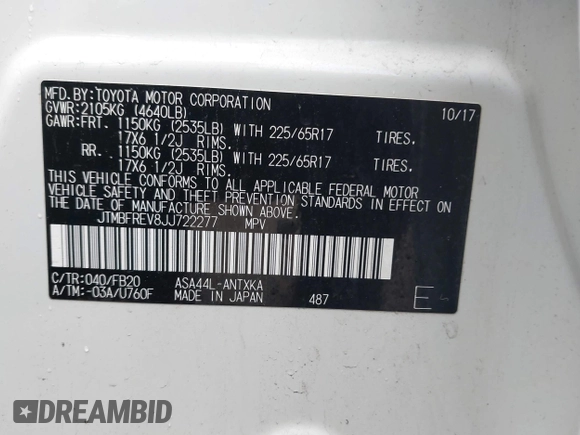 MFD.BY:TOYOTA MOTOR CORPORATION 10/17
GVWR:2105KG (4640LB)
GAWR:FRT. 1150KG (2535LB) WITH 225/65R17 TIRES.
17X6 1/2J RIMS.
RR. 1150KG (2535LB) WITH 225/65R17 TIRES.
17X6 1/2J RIMS.
THIS VEHICLE CONFORMS TO ALL APPLICABLE FEDERAL MOTOR
VEHICLE SAFETY AND THEFT PREVENTION STANDARDS IN EFFECT ON
THE DATE OF MANUFACTURE SHOWN ABOVE.
JTMBFREV8JJ722277 MPV
C/TR:040/FB20 ASA44L-ANTXKA
A/TM:-03A/U760F MADE IN JAPAN 487 E
DREAMBID